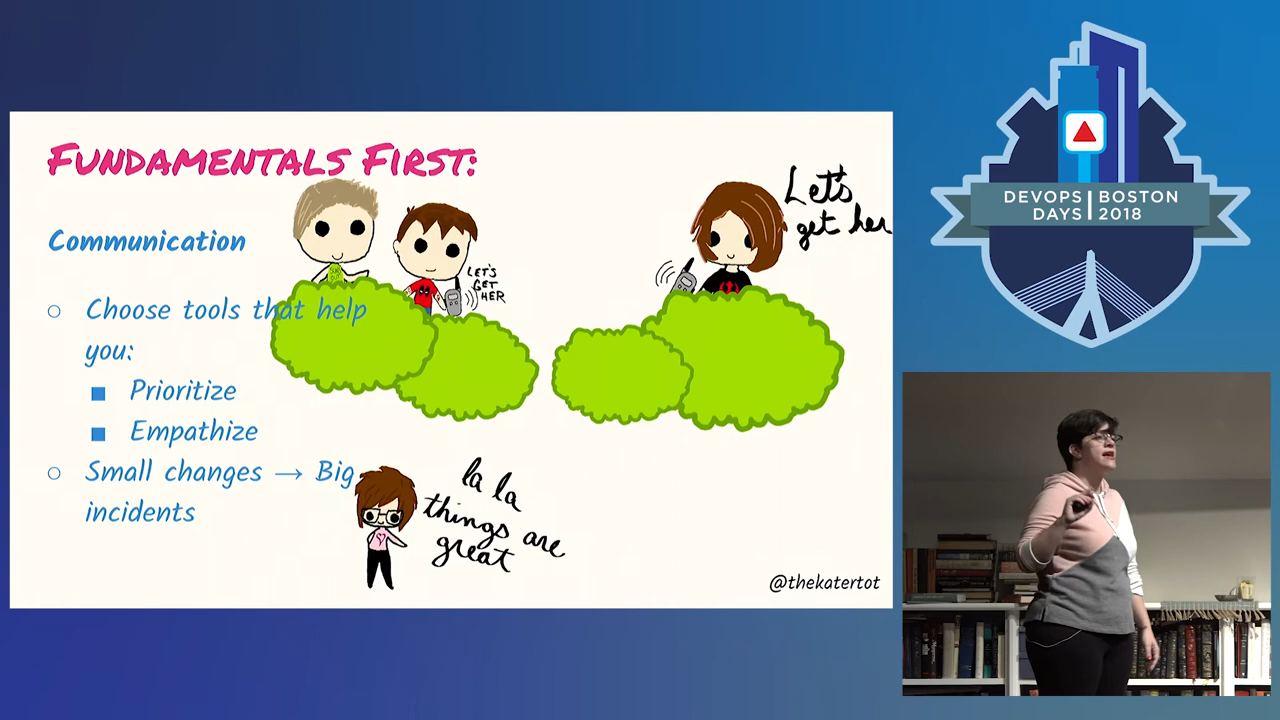 FUNDAMENTALS FIRST:
Communication
○ Choose tools that help
you:
■ Prioritize
■ Empathize
○ Small changes → Big
incidents
LET'S
GET
HER
Let's
get her
la la
things are
great
@thekatertot
DEVOPS | BOSTON
DAYS | 2018